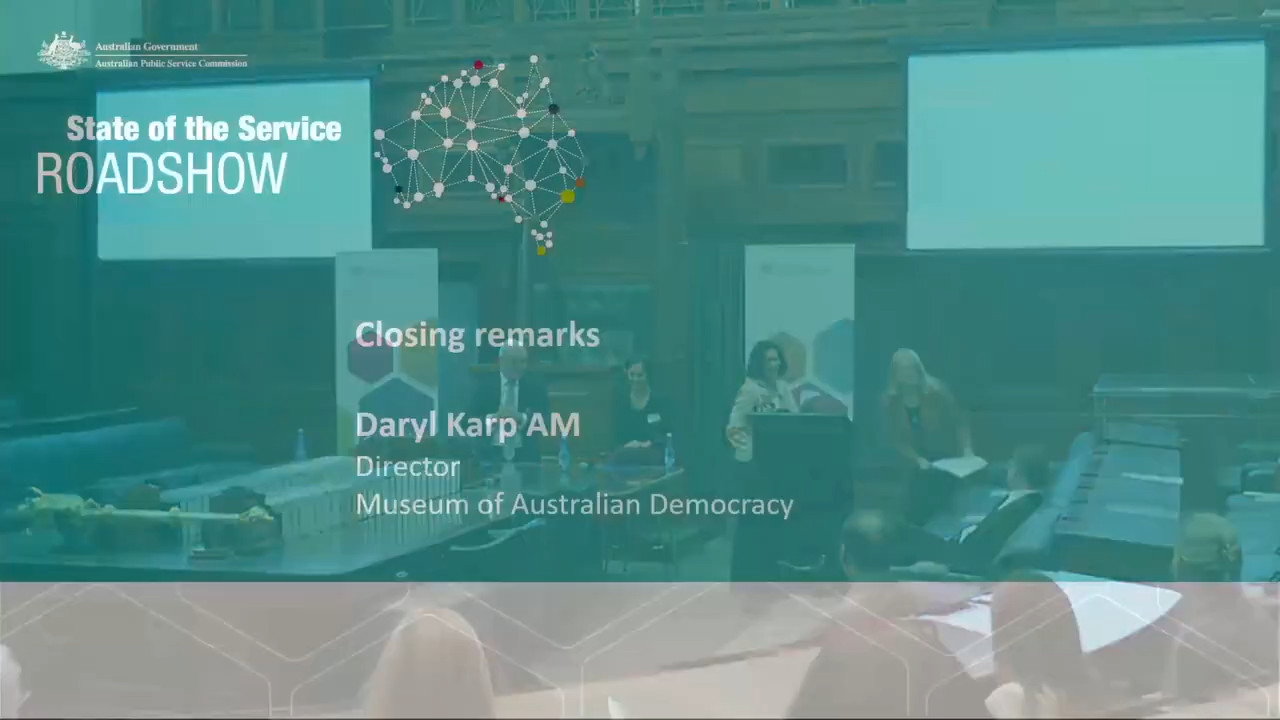 Australian Government
Australian Public Service Commission
State of the Service
ROADSHOW
Closing remarks
Daryl Karp AM
Director
Museum of Australian Democracy